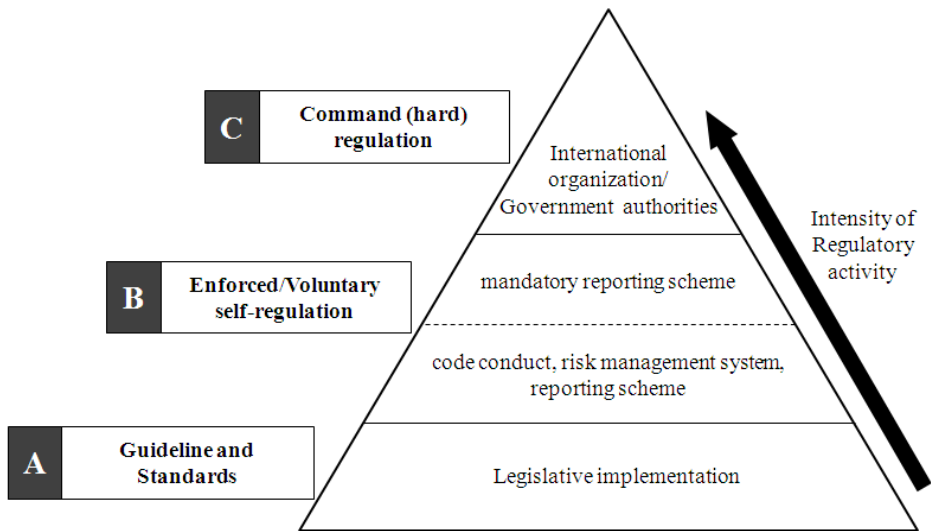 C
Command (hard)
regulation
International
organization/
Government authorities
Intensity of
Regulatory
activity
B
Enforced/Voluntary
self-regulation
mandatory reporting scheme
code conduct, risk management system,
reporting scheme
A
Guideline and
Standards
Legislative implementation